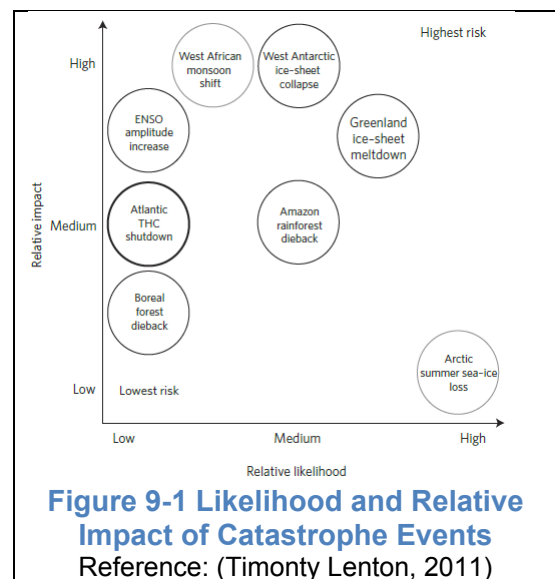 Highest risk
High
West African
monsoon
shift
West Antarctic
ice-sheet
collapse
ENSO
amplitude
increase
Greenland
ice-sheet
meltdown
Relative impact
Medium
Atlantic
THC
shutdown
Amazon
rainforest
dieback
Boreal
forest
dieback
Arctic
summer sea-ice
loss
Low
Lowest risk
Low
Medium
High
Relative likelihood
Figure 9-1 Likelihood and Relative
Impact of Catastrophe Events
Reference: (Timonty Lenton, 2011)